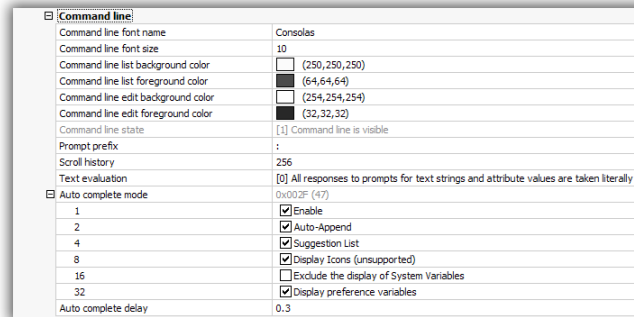 Command line
Command line font name Consolas
Command line font size 10
Command line list background color (250,250,250)
Command line list foreground color (64,64,64)
Command line edit background color (254,254,254)
Command line edit foreground color (32,32,32)
Command line state [1] Command line is visible
Prompt prefix :
Scroll history 256
Text evaluation [0] All responses to prompts for text strings and attribute values are taken literally
Auto complete mode 0x002F (47)
1 Enable
2 Auto-Append
4 Suggestion List
8 Display Icons (unsupported)
16 Exclude the display of System Variables
32 Display preference variables
Auto complete delay 0.3